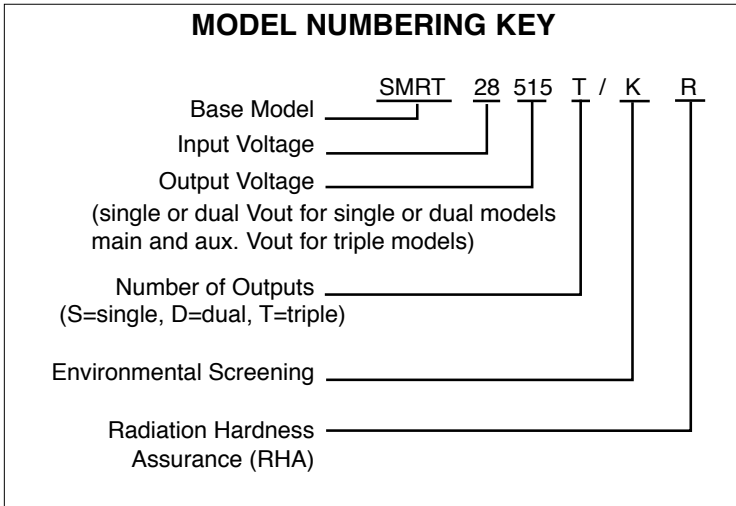 MODEL NUMBERING KEY
SMRT 28 515 T / K R
Base Model
Input Voltage
Output Voltage
(single or dual Vout for single or dual models
main and aux. Vout for triple models)
Number of Outputs
(S=single, D=dual, T=triple)
Environmental Screening
Radiation Hardness
Assurance (RHA)